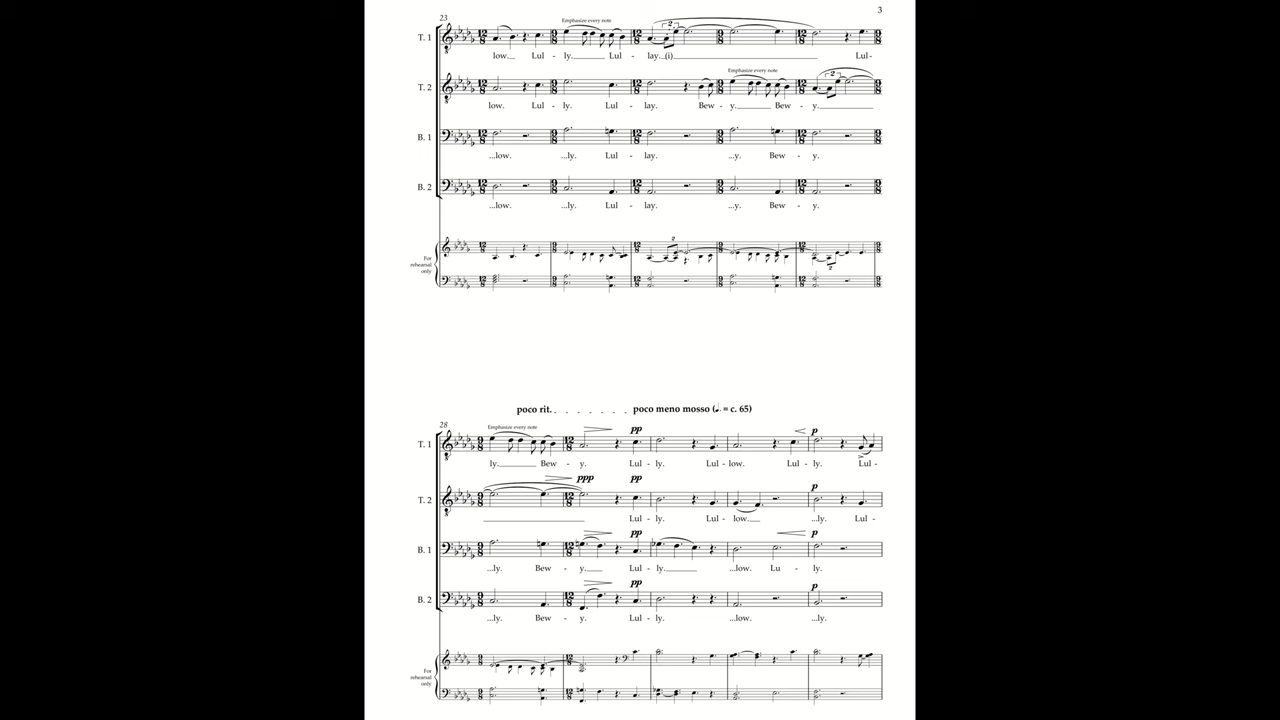 3
23
Emphasize every note
T. 1
low. Lul - ly. Lul - lay. (i) Lul-
Emphasize every note
T. 2
low. Lul - ly. Lul - lay. Bew - y. Bew - y.
B. 1
...low. ...ly. Lul - lay. ...y. Bew - y.
B. 2
...low. ...ly. Lul - lay. ...y. Bew - y.
For
rehearsal
only
poco rit. poco meno mosso (♩. = c. 65)
28
Emphasize every note
pp p
T. 1
ly. Bew - y. Lul - ly. Lul - low. Lul - ly. Lul -
ppp pp p
T. 2
Lul - ly. Lul - low. ...ly. Lul -
pp p
B. 1
...ly. Bew - y. Lul - ly. ...low. Lu - ly.
pp p
B. 2
...ly. Bew - y. Lul - ly. ...low. ...ly.
For
rehearsal
only